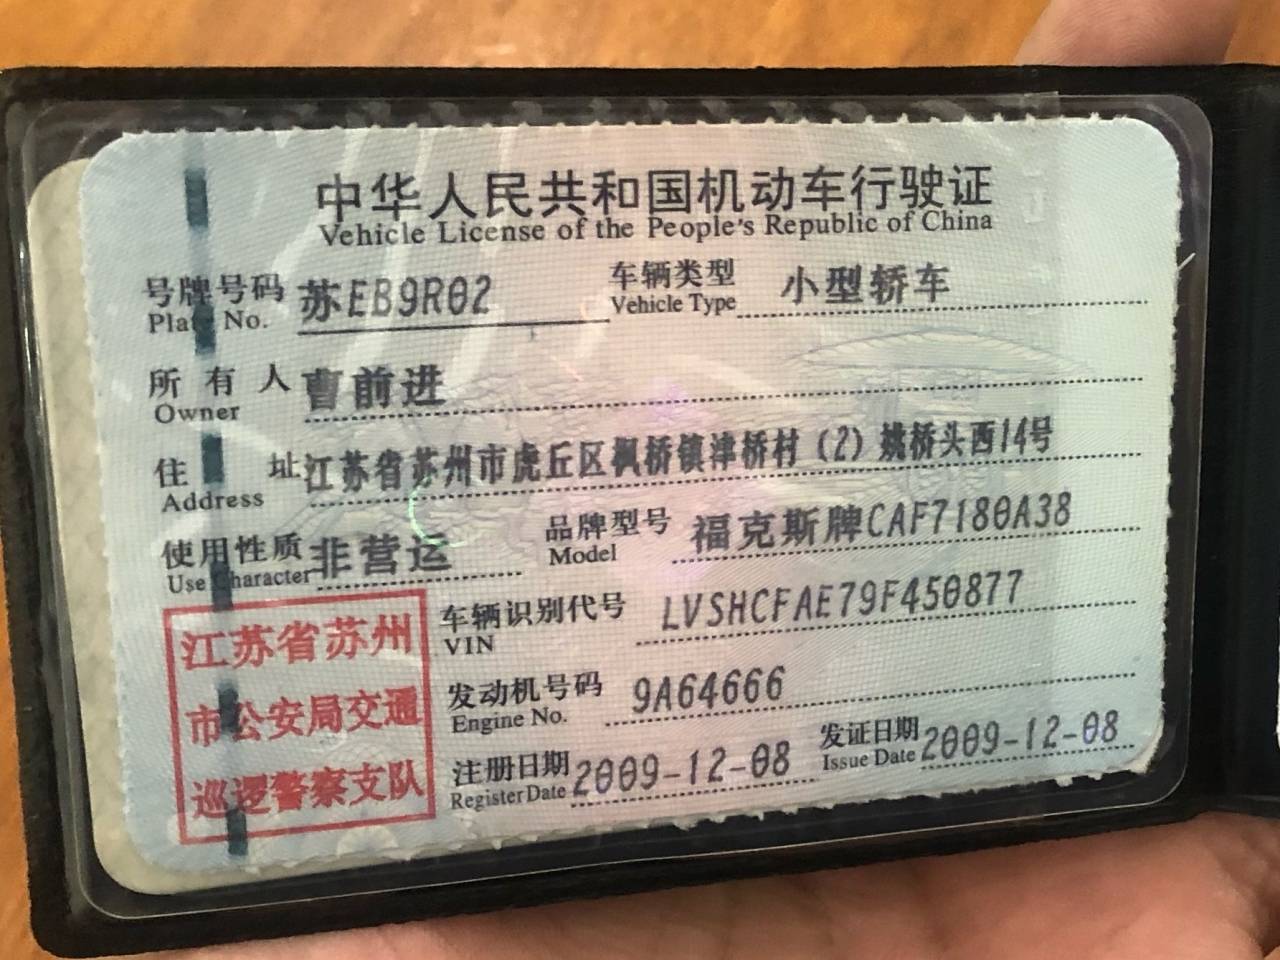 中华人民共和国机动车行驶证
Vehicle License of the People's Republic of China
号牌号码 苏EB9R02 车辆类型 小型轿车
Plate No. Vehicle Type
所有人 曹前进
Owner
住址 江苏省苏州市虎丘区枫桥镇津桥村(2)姚桥头西14号
Address
使用性质 非营运 品牌型号 福克斯牌CAF7180A38
Use Character Model
车辆识别代号 LVSHCFAE79F450877
VIN
发动机号码 9A64666
Engine No.
注册日期 2009-12-08 发证日期 2009-12-08
Register Date Issue Date
江苏省苏州
市公安局交通
巡逻警察支队